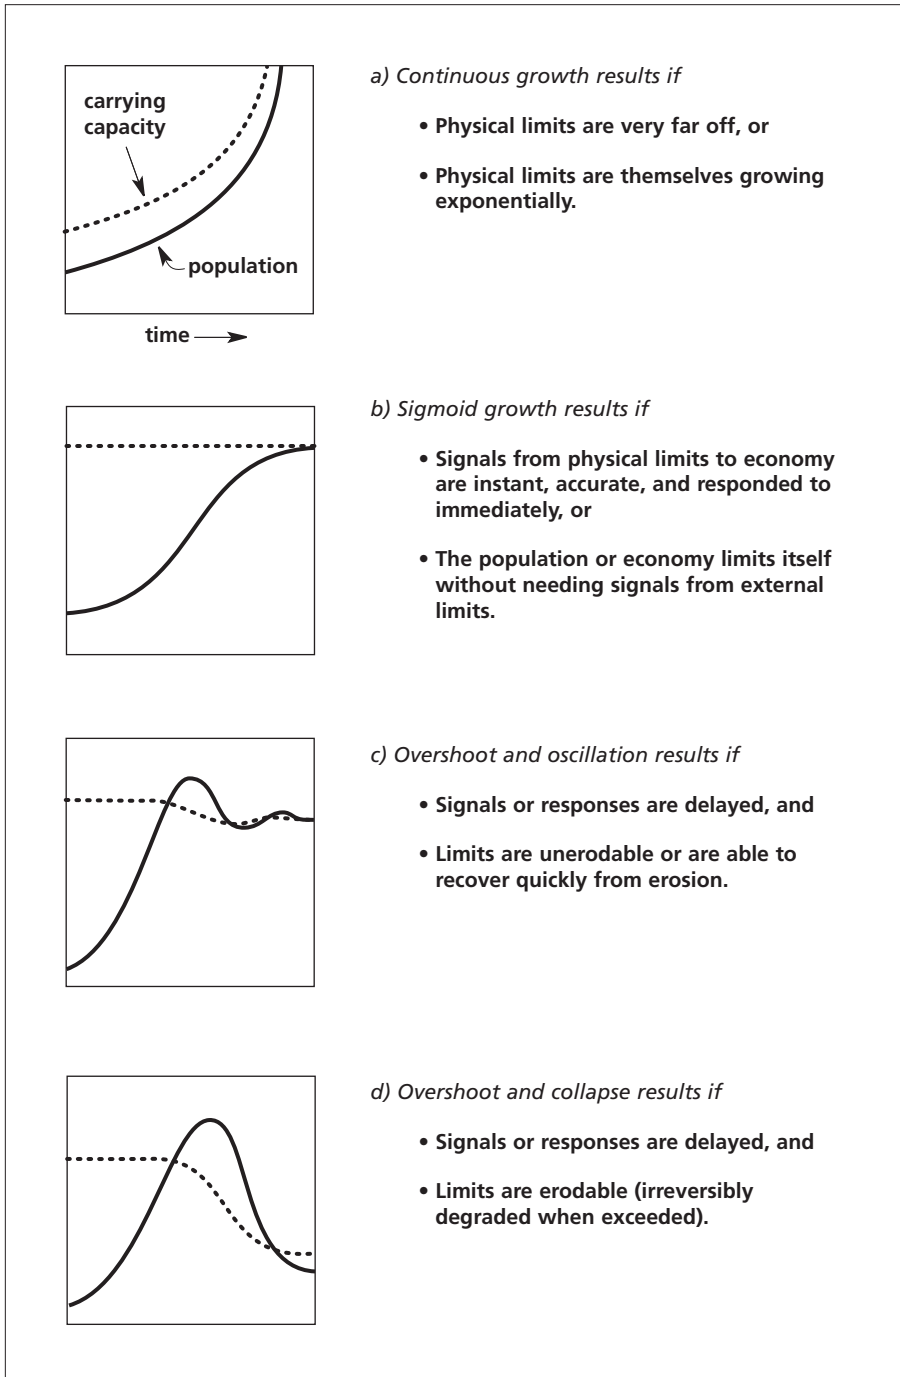 a) Continuous growth results if
carrying
capacity
• Physical limits are very far off, or
• Physical limits are themselves growing
exponentially.
population
time
b) Sigmoid growth results if
• Signals from physical limits to economy
are instant, accurate, and responded to
immediately, or
• The population or economy limits itself
without needing signals from external
limits.
c) Overshoot and oscillation results if
• Signals or responses are delayed, and
• Limits are unerodable or are able to
recover quickly from erosion.
d) Overshoot and collapse results if
• Signals or responses are delayed, and
• Limits are erodable (irreversibly
degraded when exceeded).